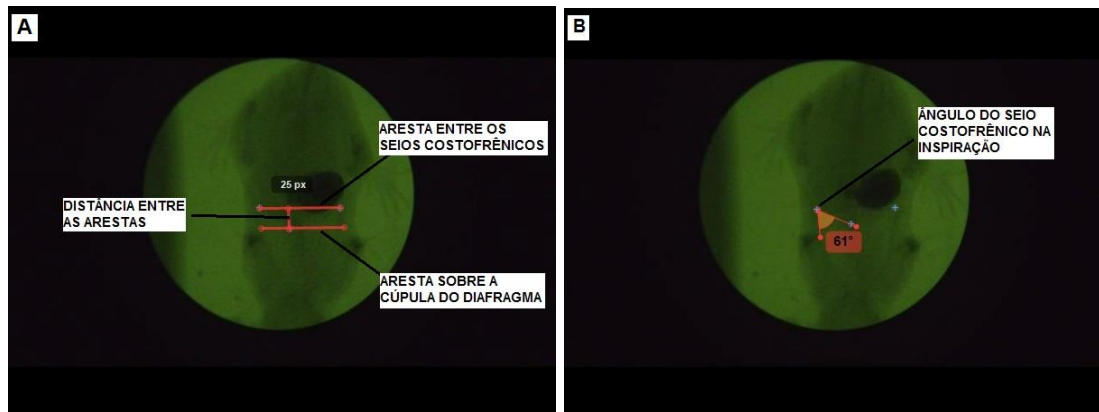 A
ARESTA ENTRE OS
SEIOS COSTOFRÊNICOS
25 px
DISTÂNCIA ENTRE
AS ARESTAS
ARESTA SOBRE A
CÚPULA DO DIAFRAGMA
B
ÂNGULO DO SEIO
COSTOFRÊNICO NA
INSPIRAÇÃO
61°